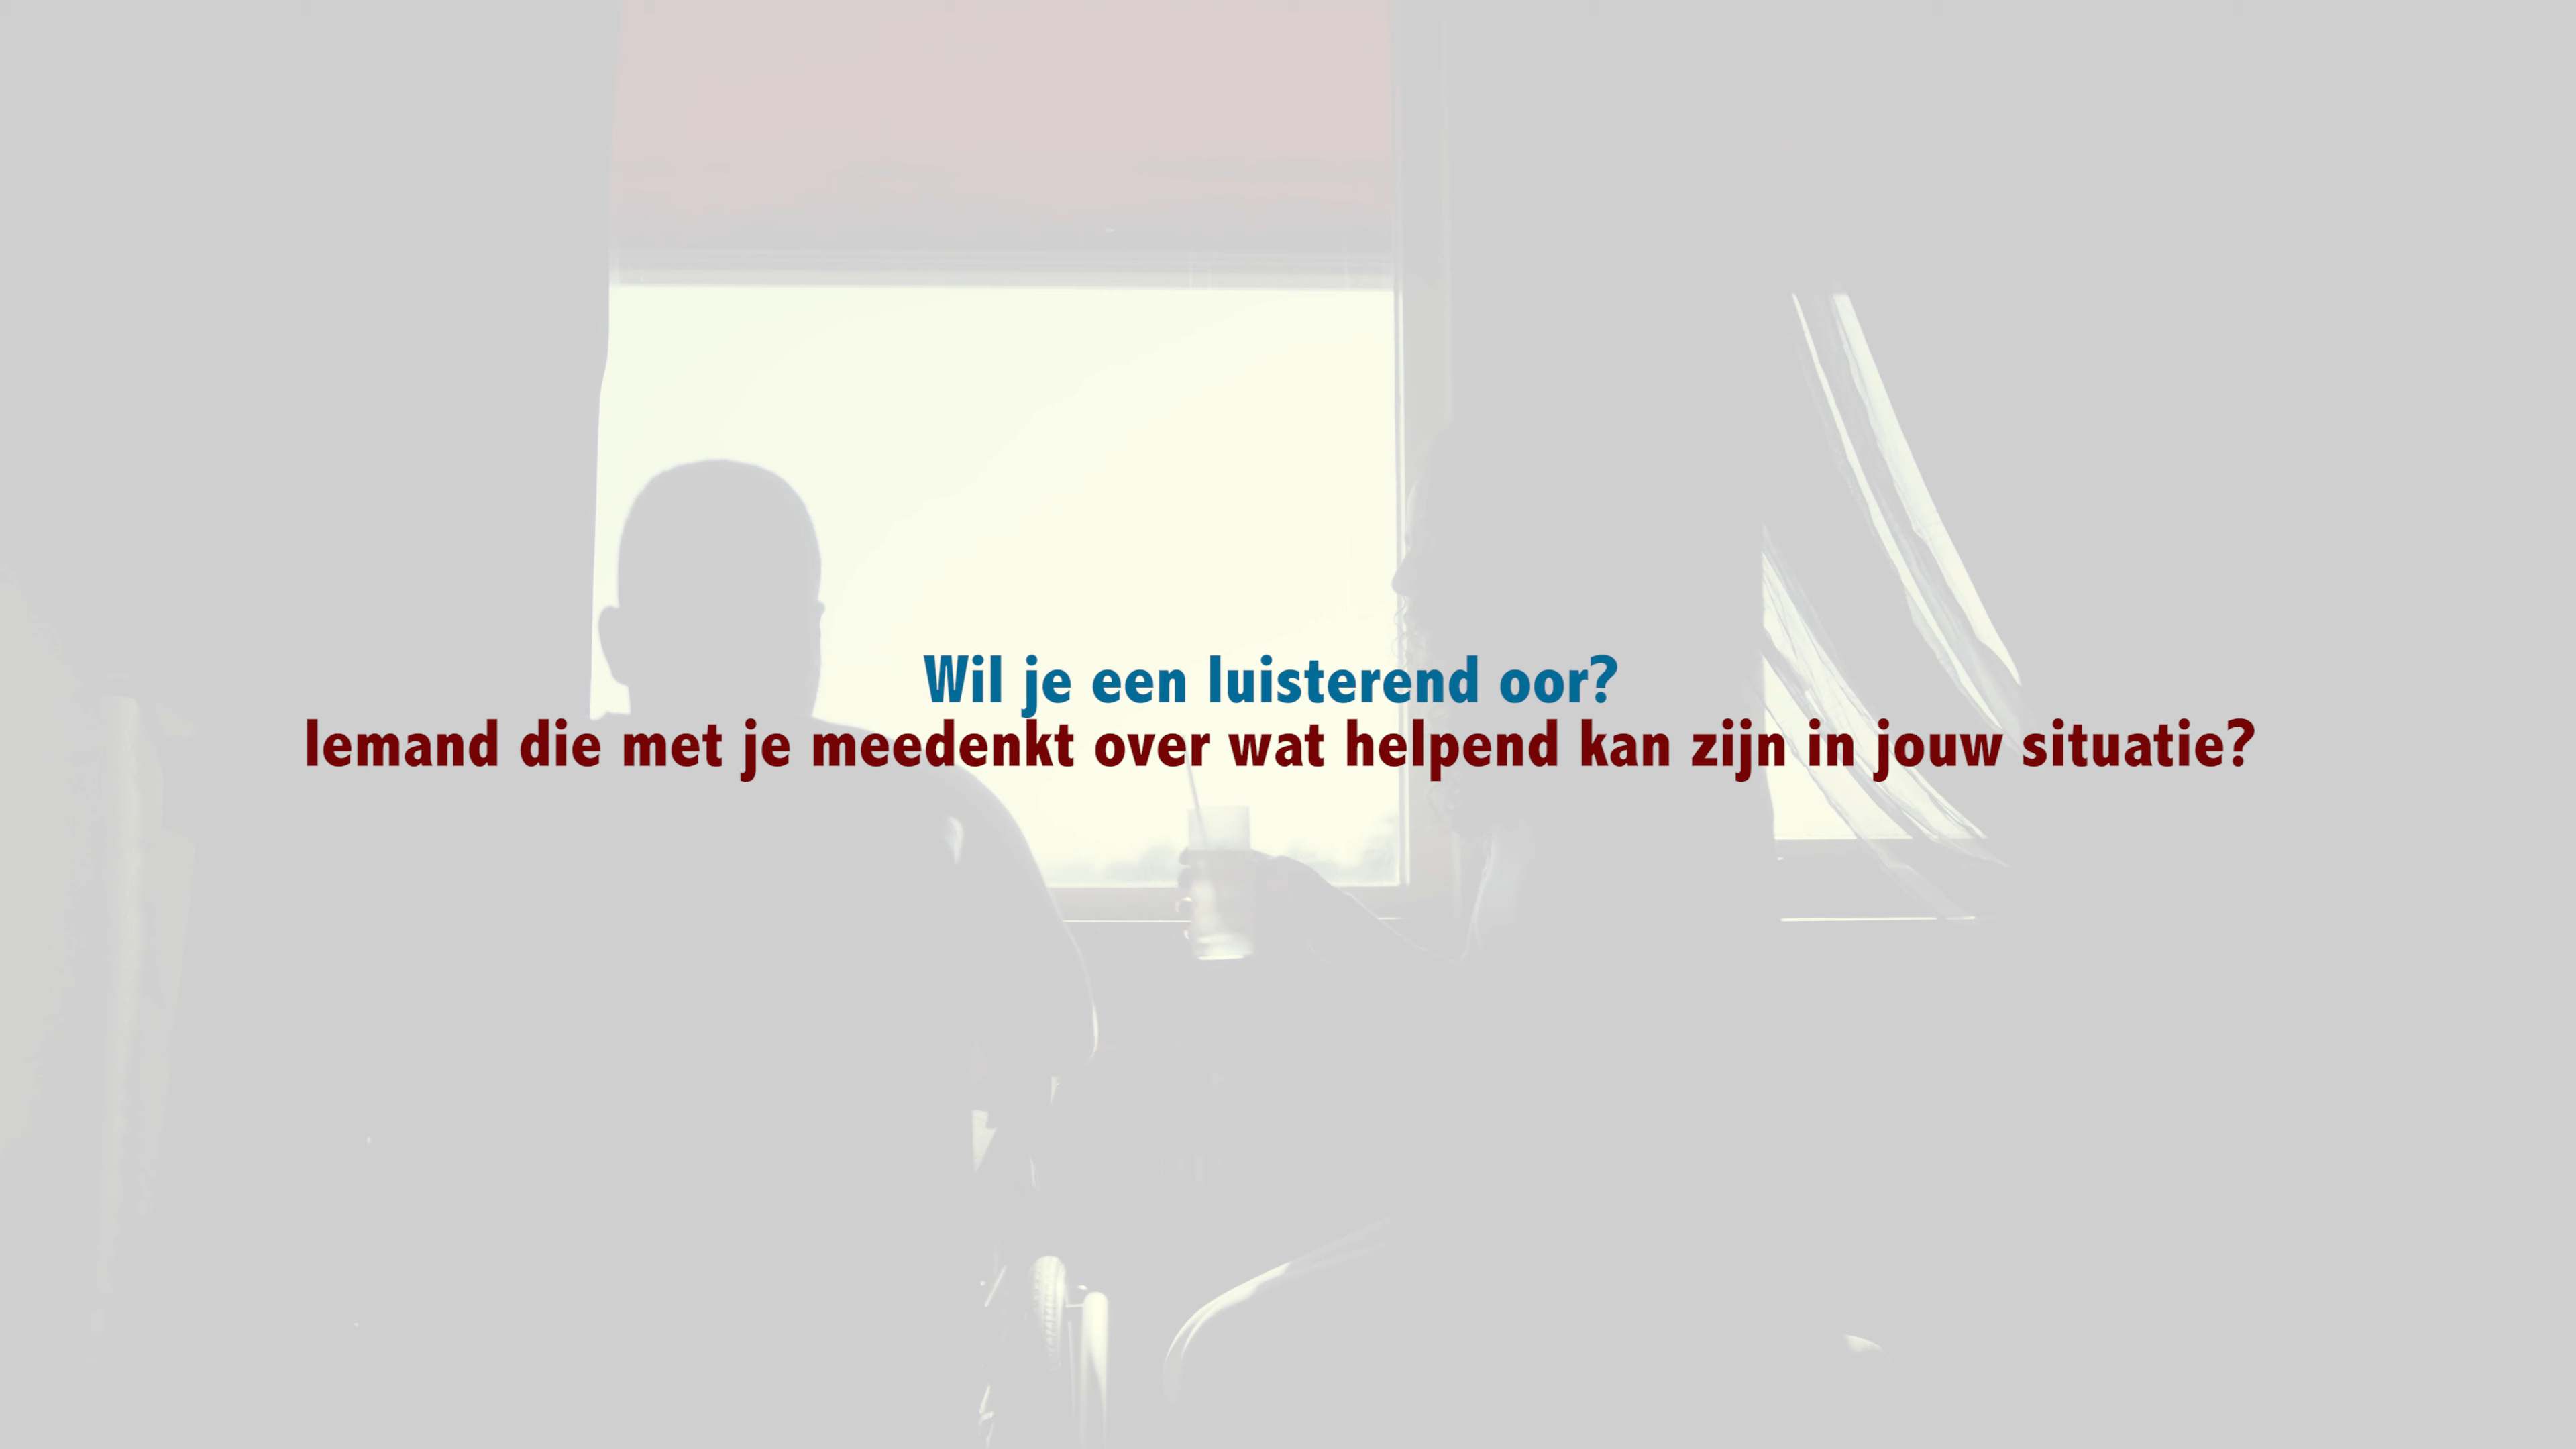 Wil je een luisterend oor?
Iemand die met je meedenkt over wat helpend kan zijn in jouw situatie?